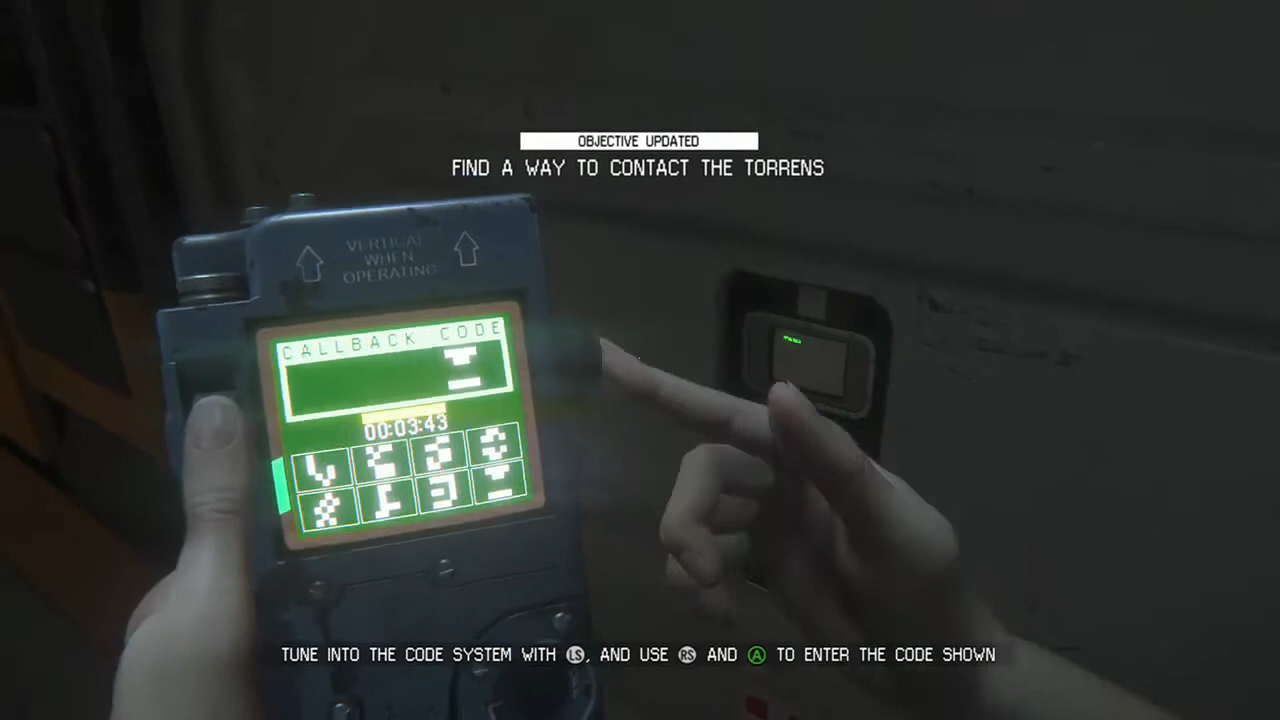 OBJECTIVE UPDATED
FIND A WAY TO CONTACT THE TORRENS
VERTICAL
WHEN
OPERATING
CALLBACK CODE
00:03:43
TUNE INTO THE CODE SYSTEM WITH LS, AND USE RS AND A TO ENTER THE CODE SHOWN